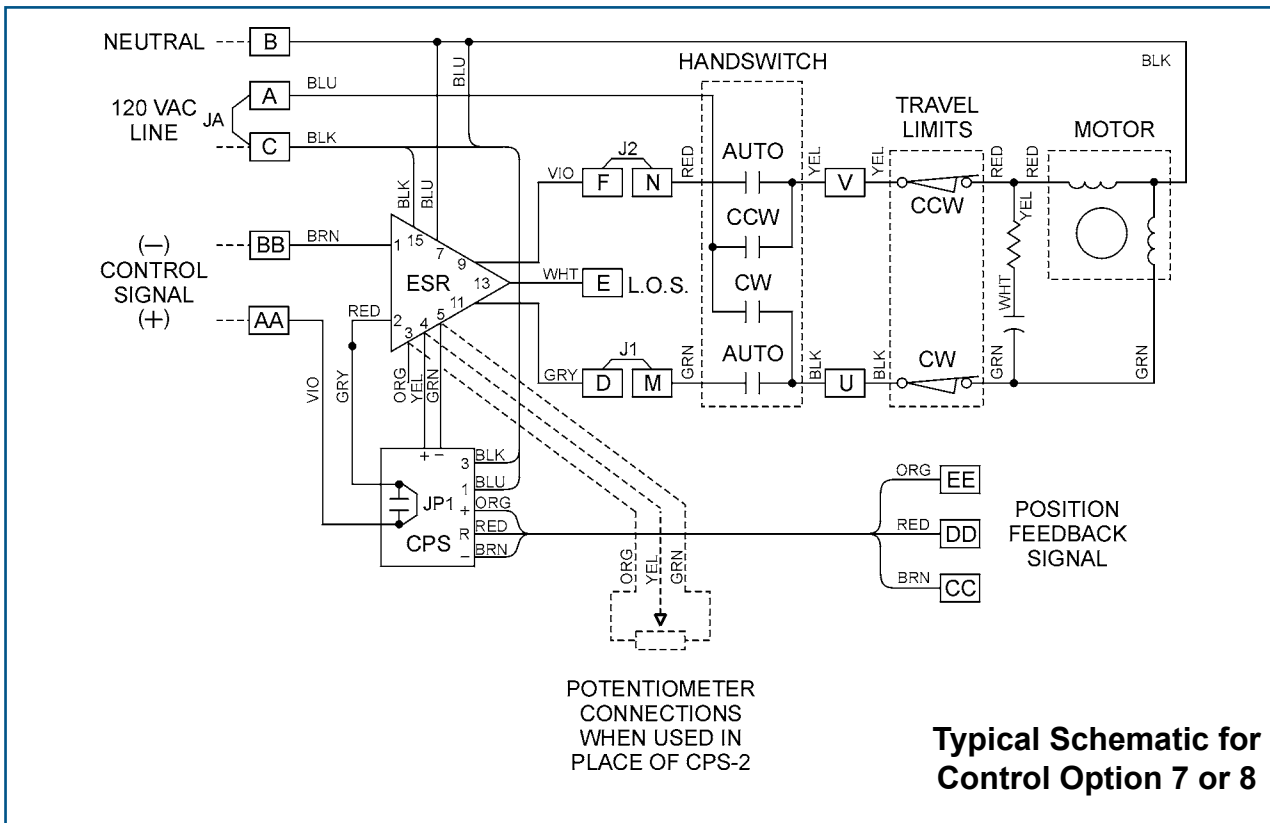 NEUTRAL
B
BLU
HANDSWITCH
BLK
120 VAC
LINE
JA
A
BLU
C
BLK
TRAVEL
LIMITS
MOTOR
BLK
BLU
VIO
J2
F
N
RED
AUTO
YEL
V
YEL
RED
RED
CCW
CCW
YEL
(—)
CONTROL
SIGNAL
(+)
BB
BRN
1
15
7
9
ESR
13
11
2
3
4
5
WHT
E
L.O.S.
CW
WHT
AA
RED
VIO
GRY
ORG
YEL
GRN
GRY
J1
D
M
GRN
AUTO
BLK
U
BLK
CW
GRN
GRN
+ −
3
BLK
1
BLU
JP1
+
ORG
CPS
R
RED
−
BRN
ORG
EE
RED
DD
BRN
CC
POSITION
FEEDBACK
SIGNAL
ORG
YEL
GRN
POTENTIOMETER
CONNECTIONS
WHEN USED IN
PLACE OF CPS-2
Typical Schematic for
Control Option 7 or 8